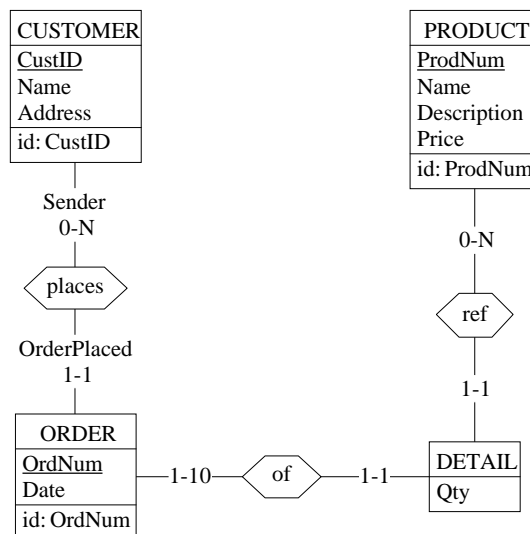 CUSTOMER
CustID
Name
Address
id: CustID
PRODUCT
ProdNum
Name
Description
Price
id: ProdNum
Sender
0-N
places
OrderPlaced
1-1
0-N
ref
1-1
ORDER
OrdNum
Date
id: OrdNum
1-10
of
1-1
DETAIL
Qty